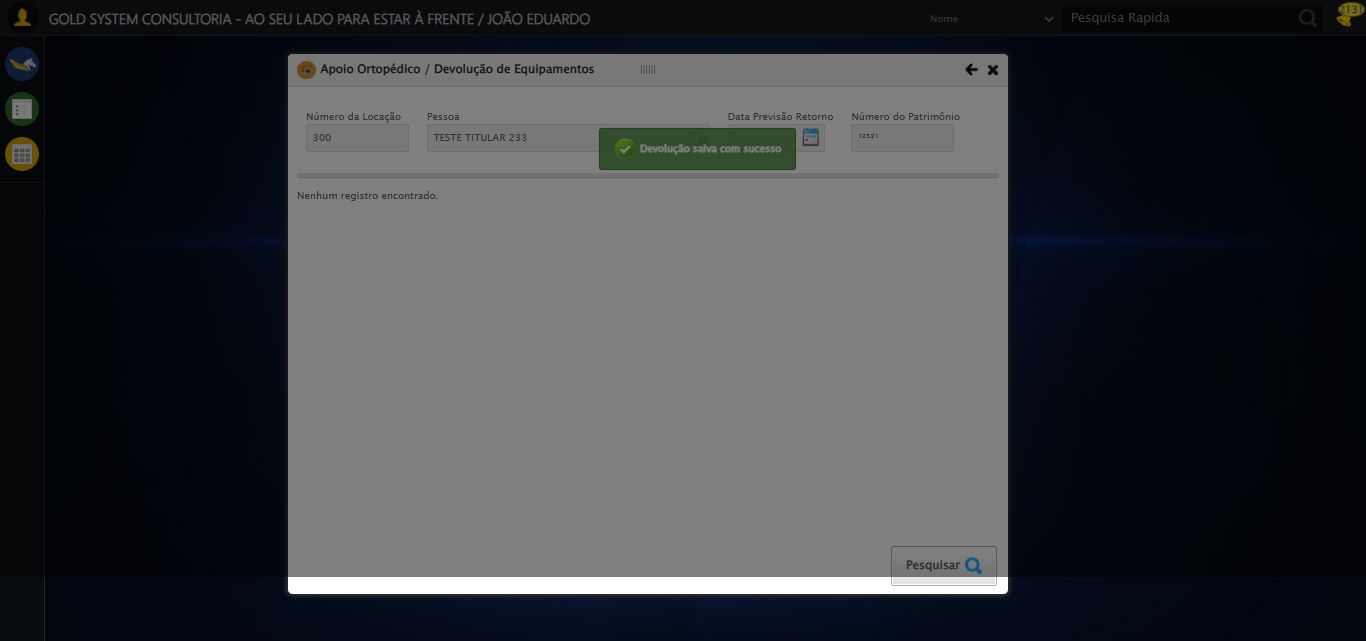 GOLD SYSTEM CONSULTORIA - AO SEU LADO PARA ESTAR À FRENTE / JOÃO EDUARDO
Nome
Pesquisa Rapida
2131
Apoio Ortopédico / Devolução de Equipamentos
Número da Locação
Pessoa
Data Previsão Retorno
Número do Patrimônio
300
TESTE TITULAR 233
12521
Devolução salva com sucesso
Nenhum registro encontrado.
Pesquisar